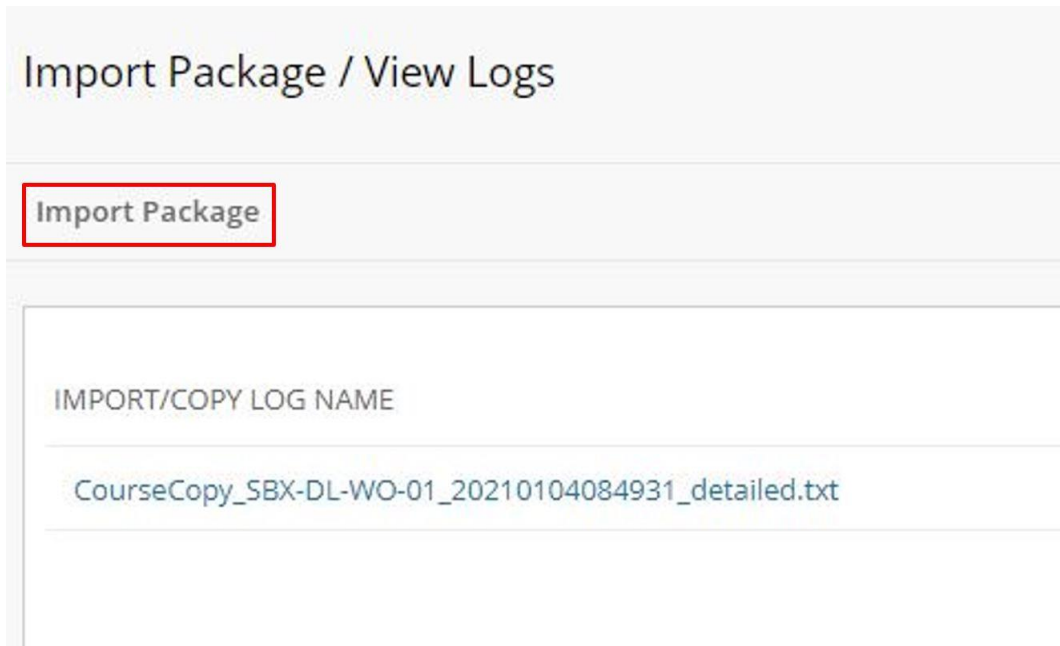 Import Package / View Logs
Import Package
IMPORT/COPY LOG NAME
CourseCopy_SBX-DL-WO-01_20210104084931_detailed.txt